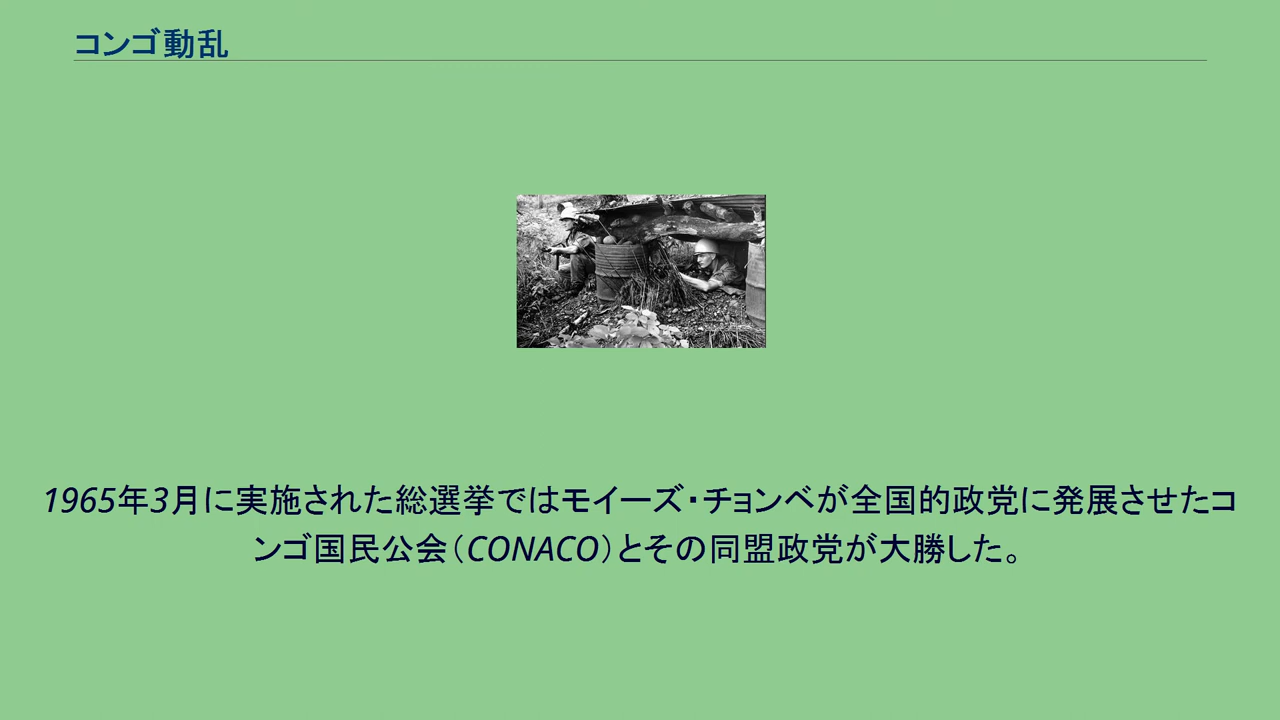 コンゴ動乱
1965年3月に実施された総選挙ではモイーズ・チョンベが全国的政党に発展させたコ
ンゴ国民公会（CONACO）とその同盟政党が大勝した。